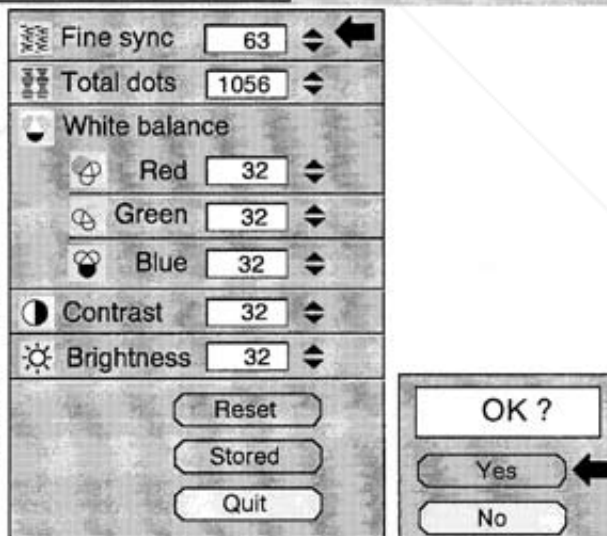 Fine sync 63
Total dots 1056
White balance
Red 32
Green 32
Blue 32
Contrast 32
Brightness 32
Reset
Stored
Quit
OK ?
Yes
No